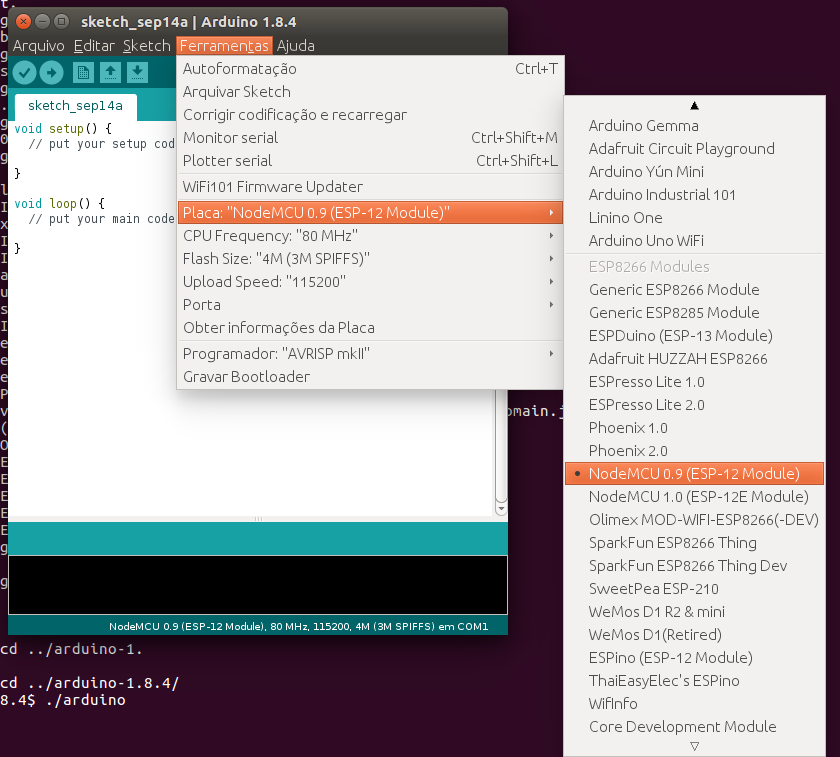 sketch_sep14a | Arduino 1.8.4
Arquivo Editar Sketch Ferramentas Ajuda
sketch_sep14a
void setup() {
// put your setup cod
}
void loop() {
// put your main code
}
Autoformatação Ctrl+T
Arquivar Sketch
Corrigir codificação e recarregar
Monitor serial Ctrl+Shift+M
Plotter serial Ctrl+Shift+L
WiFi101 Firmware Updater
Placa: "NodeMCU 0.9 (ESP-12 Module)"
CPU Frequency: "80 MHz"
Flash Size: "4M (3M SPIFFS)"
Upload Speed: "115200"
Porta
Obter informações da Placa
Programador: "AVRISP mkII"
Gravar Bootloader
Arduino Gemma
Adafruit Circuit Playground
Arduino Yún Mini
Arduino Industrial 101
Linino One
Arduino Uno WiFi
ESP8266 Modules
Generic ESP8266 Module
Generic ESP8285 Module
ESPDuino (ESP-13 Module)
Adafruit HUZZAH ESP8266
ESPresso Lite 1.0
ESPresso Lite 2.0
Phoenix 1.0
Phoenix 2.0
NodeMCU 0.9 (ESP-12 Module)
NodeMCU 1.0 (ESP-12E Module)
Olimex MOD-WIFI-ESP8266(-DEV)
SparkFun ESP8266 Thing
SparkFun ESP8266 Thing Dev
SweetPea ESP-210
WeMos D1 R2 & mini
WeMos D1(Retired)
ESPino (ESP-12 Module)
ThaiEasyElec's ESPino
WifInfo
Core Development Module
omain.j
NodeMCU 0.9 (ESP-12 Module), 80 MHz, 115200, 4M (3M SPIFFS) em COM1
cd ../arduino-1.
cd ../arduino-1.8.4/
8.4$ ./arduino